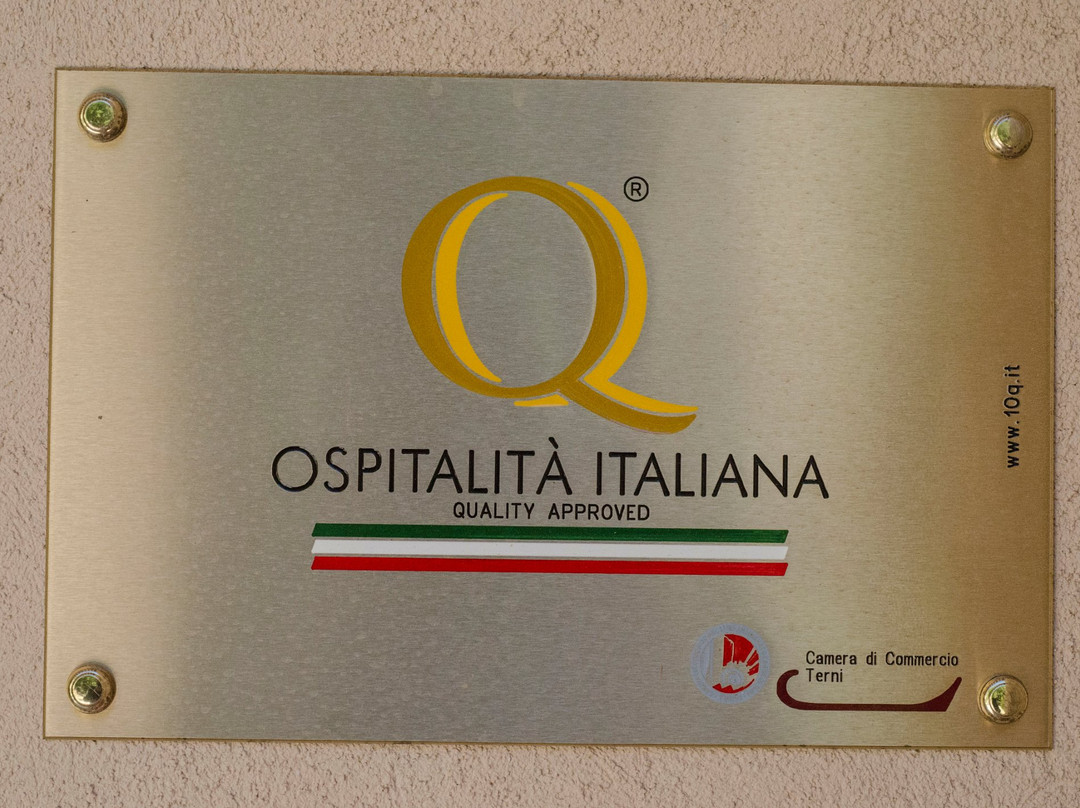 Q®
OSPITALITÀ ITALIANA
QUALITY APPROVED
www.10q.it
Camera di Commercio
Terni